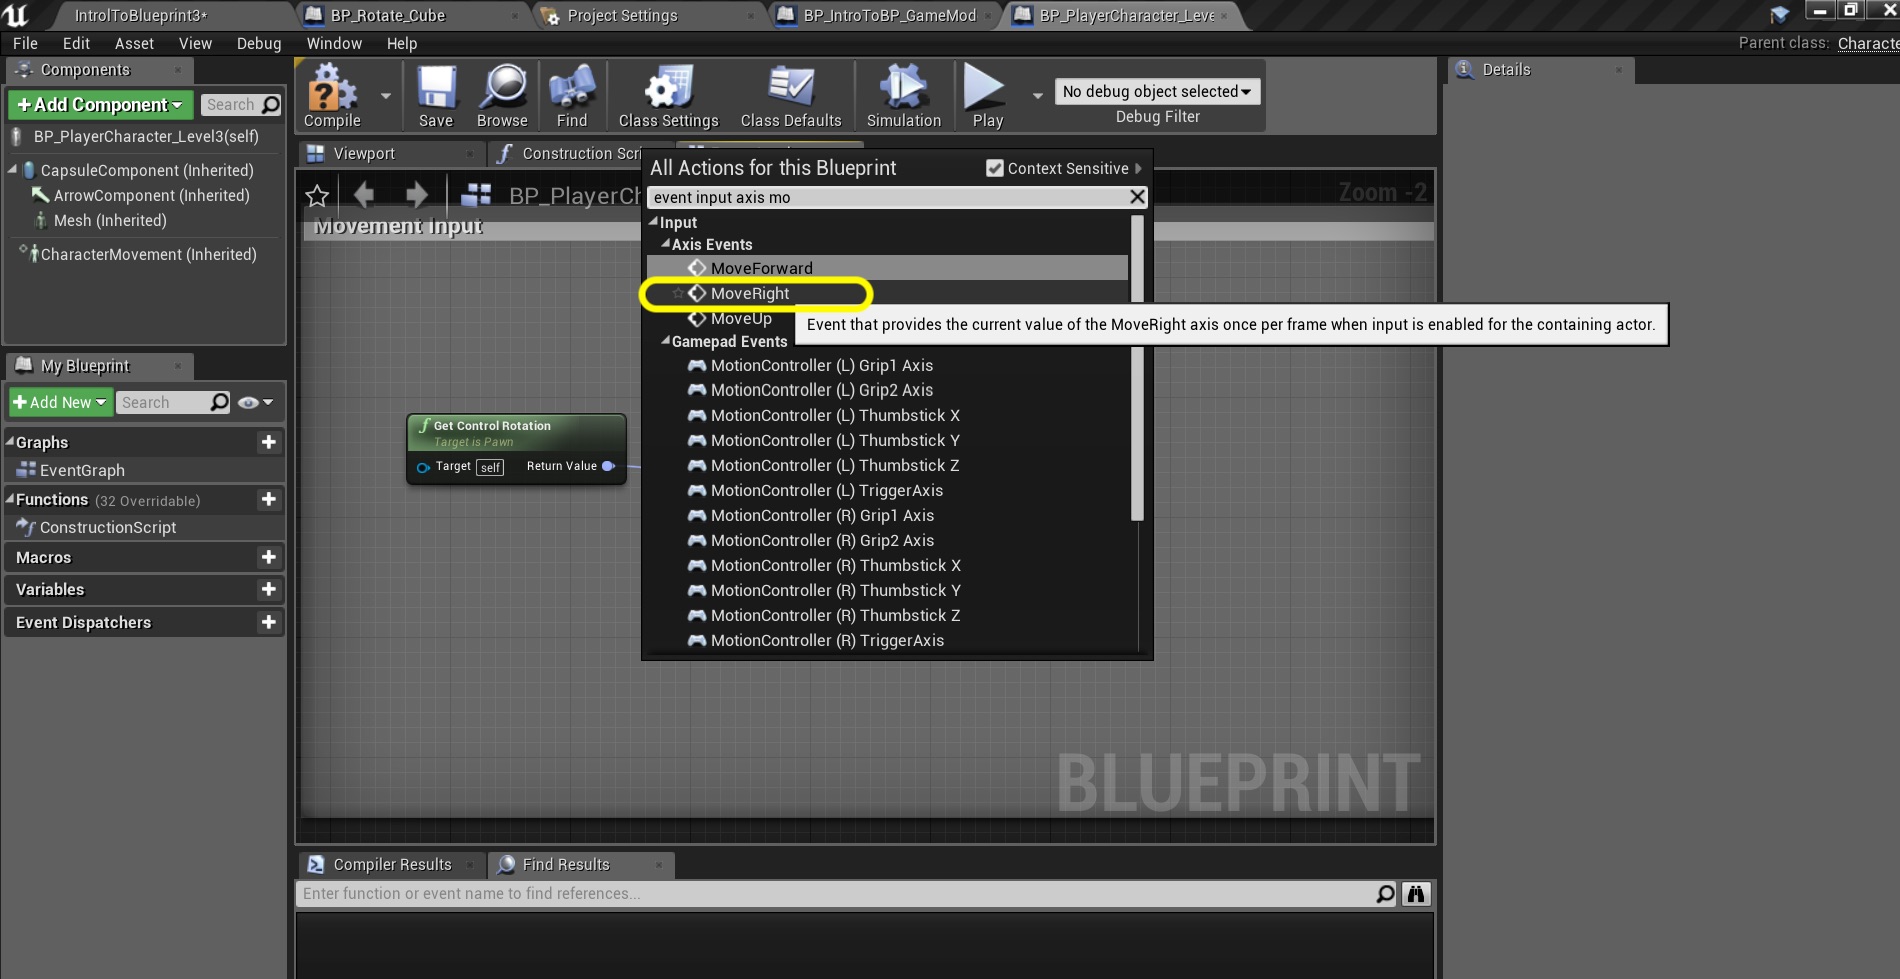 IntrolToBlueprint3*
BP_Rotate_Cube
Project Settings
BP_IntroToBP_GameMod
BP_PlayerCharacter_Leve
File Edit Asset View Debug Window Help
Parent class: Characte
Components
Details
+Add Component
Search
Compile
Save
Browse
Find
Class Settings
Class Defaults
Simulation
Play
No debug object selected
Debug Filter
BP_PlayerCharacter_Level3(self)
CapsuleComponent (Inherited)
ArrowComponent (Inherited)
Mesh (Inherited)
CharacterMovement (Inherited)
Viewport
Construction Scri
BP_PlayerCh
Zoom -2
Movement Input
All Actions for this Blueprint
Context Sensitive
event input axis mo
Input
Axis Events
MoveForward
MoveRight
MoveUp
Event that provides the current value of the MoveRight axis once per frame when input is enabled for the containing actor.
Gamepad Events
MotionController (L) Grip1 Axis
MotionController (L) Grip2 Axis
MotionController (L) Thumbstick X
MotionController (L) Thumbstick Y
MotionController (L) Thumbstick Z
MotionController (L) TriggerAxis
MotionController (R) Grip1 Axis
MotionController (R) Grip2 Axis
MotionController (R) Thumbstick X
MotionController (R) Thumbstick Y
MotionController (R) Thumbstick Z
MotionController (R) TriggerAxis
My Blueprint
+Add New
Search
Graphs
EventGraph
Functions (32 Overridable)
ConstructionScript
Macros
Variables
Event Dispatchers
f Get Control Rotation
Target is Pawn
Target self Return Value
BLUEPRINT
Compiler Results
Find Results
Enter function or event name to find references...